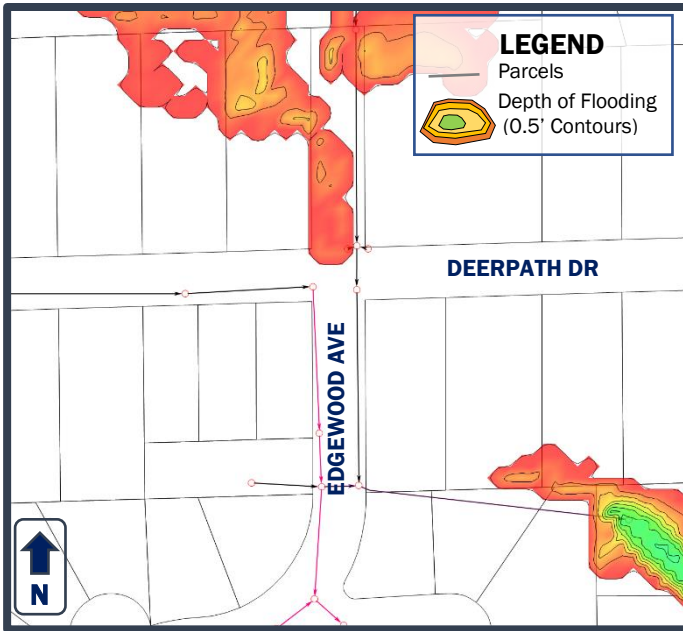 LEGEND
Parcels
Depth of Flooding
(0.5' Contours)
DEERPATH DR
EDGEWOOD AVE
N